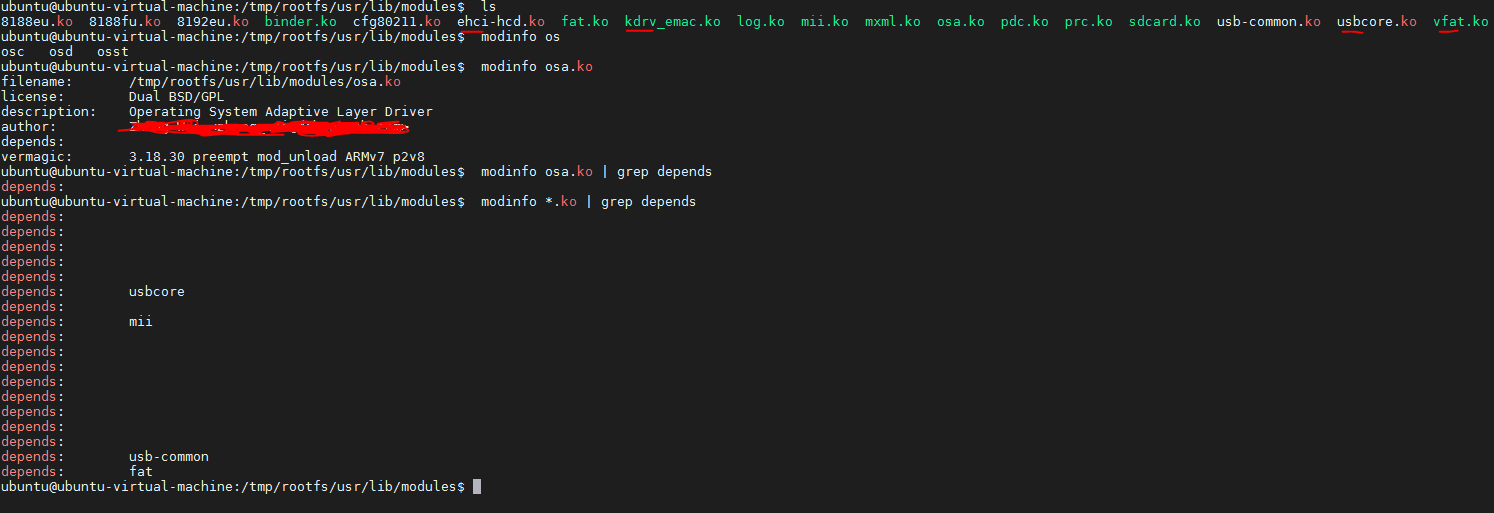 ubuntu@ubuntu-virtual-machine:/tmp/rootfs/usr/lib/modules$ ls
8188eu.ko 8188fu.ko 8192eu.ko binder.ko cfg80211.ko ehci-hcd.ko fat.ko kdrv_emac.ko log.ko mii.ko mxml.ko osa.ko pdc.ko prc.ko sdcard.ko usb-common.ko usbcore.ko vfat.ko
ubuntu@ubuntu-virtual-machine:/tmp/rootfs/usr/lib/modules$ modinfo os
osc osd osst
ubuntu@ubuntu-virtual-machine:/tmp/rootfs/usr/lib/modules$ modinfo osa.ko
filename: /tmp/rootfs/usr/lib/modules/osa.ko
license: Dual BSD/GPL
description: Operating System Adaptive Layer Driver
author:
depends:
vermagic: 3.18.30 preempt mod_unload ARMv7 p2v8
ubuntu@ubuntu-virtual-machine:/tmp/rootfs/usr/lib/modules$ modinfo osa.ko | grep depends
depends:
ubuntu@ubuntu-virtual-machine:/tmp/rootfs/usr/lib/modules$ modinfo *.ko | grep depends
depends:
depends:
depends:
depends:
depends:
depends: usbcore
depends:
depends: mii
depends:
depends:
depends:
depends:
depends:
depends:
depends:
depends:
depends: usb-common
depends: fat
ubuntu@ubuntu-virtual-machine:/tmp/rootfs/usr/lib/modules$